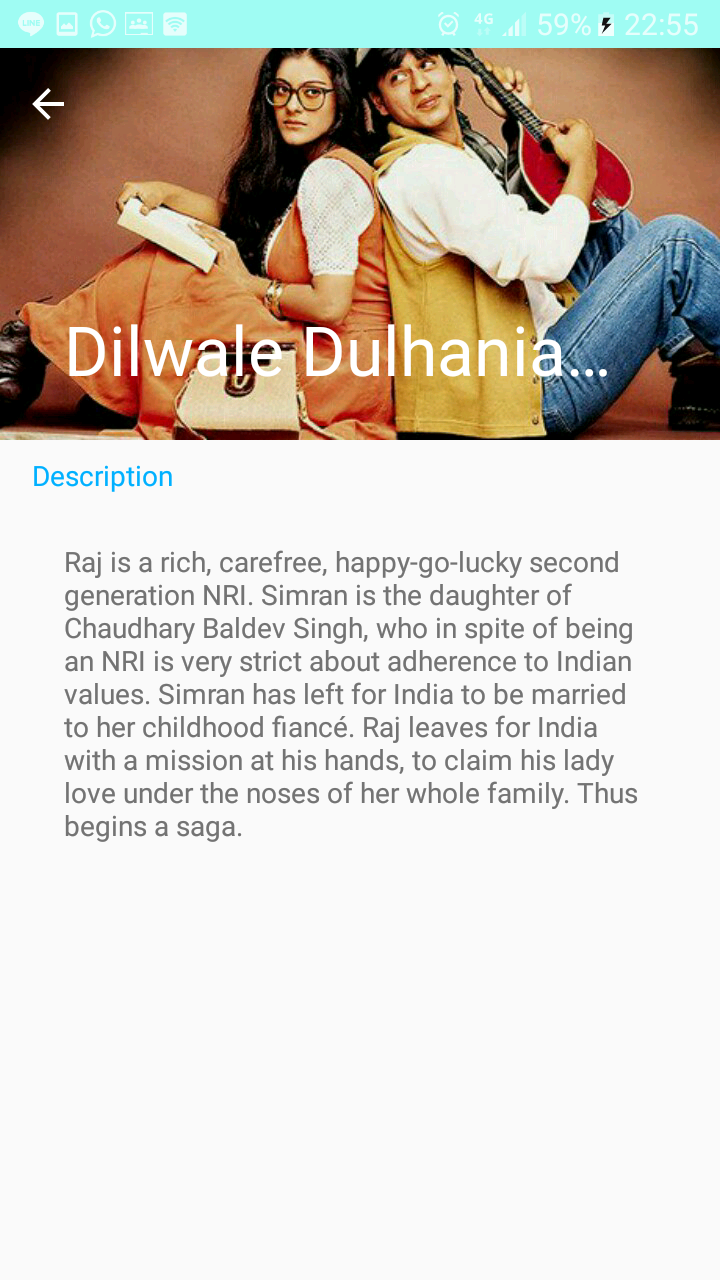 LINE
4G
59%
22:55
Dilwale Dulhania...
Description
Raj is a rich, carefree, happy-go-lucky second
generation NRI. Simran is the daughter of
Chaudhary Baldev Singh, who in spite of being
an NRI is very strict about adherence to Indian
values. Simran has left for India to be married
to her childhood fiancé. Raj leaves for India
with a mission at his hands, to claim his lady
love under the noses of her whole family. Thus
begins a saga.